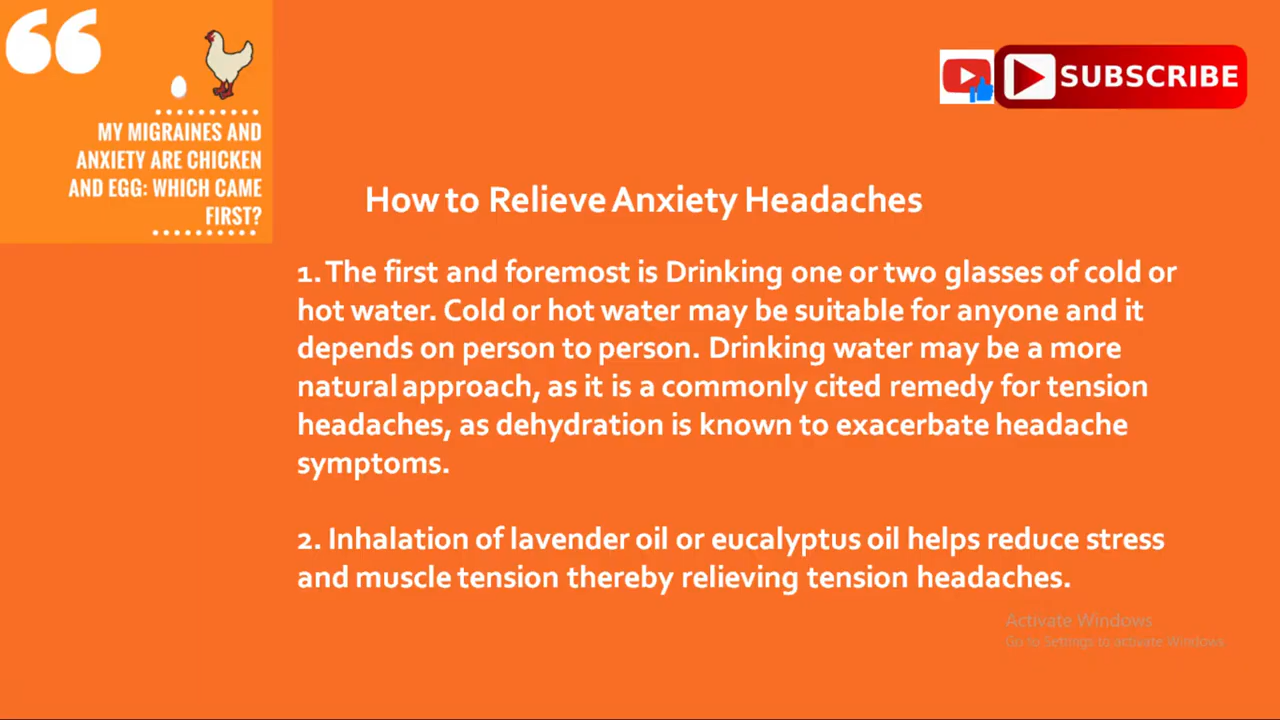 MY MIGRAINES AND
ANXIETY ARE CHICKEN
AND EGG: WHICH CAME
FIRST?
SUBSCRIBE
How to Relieve Anxiety Headaches
1. The first and foremost is Drinking one or two glasses of cold or
hot water. Cold or hot water may be suitable for anyone and it
depends on person to person. Drinking water may be a more
natural approach, as it is a commonly cited remedy for tension
headaches, as dehydration is known to exacerbate headache
symptoms.
2. Inhalation of lavender oil or eucalyptus oil helps reduce stress
and muscle tension thereby relieving tension headaches.
Activate Windows
Go to Settings to activate Windows.